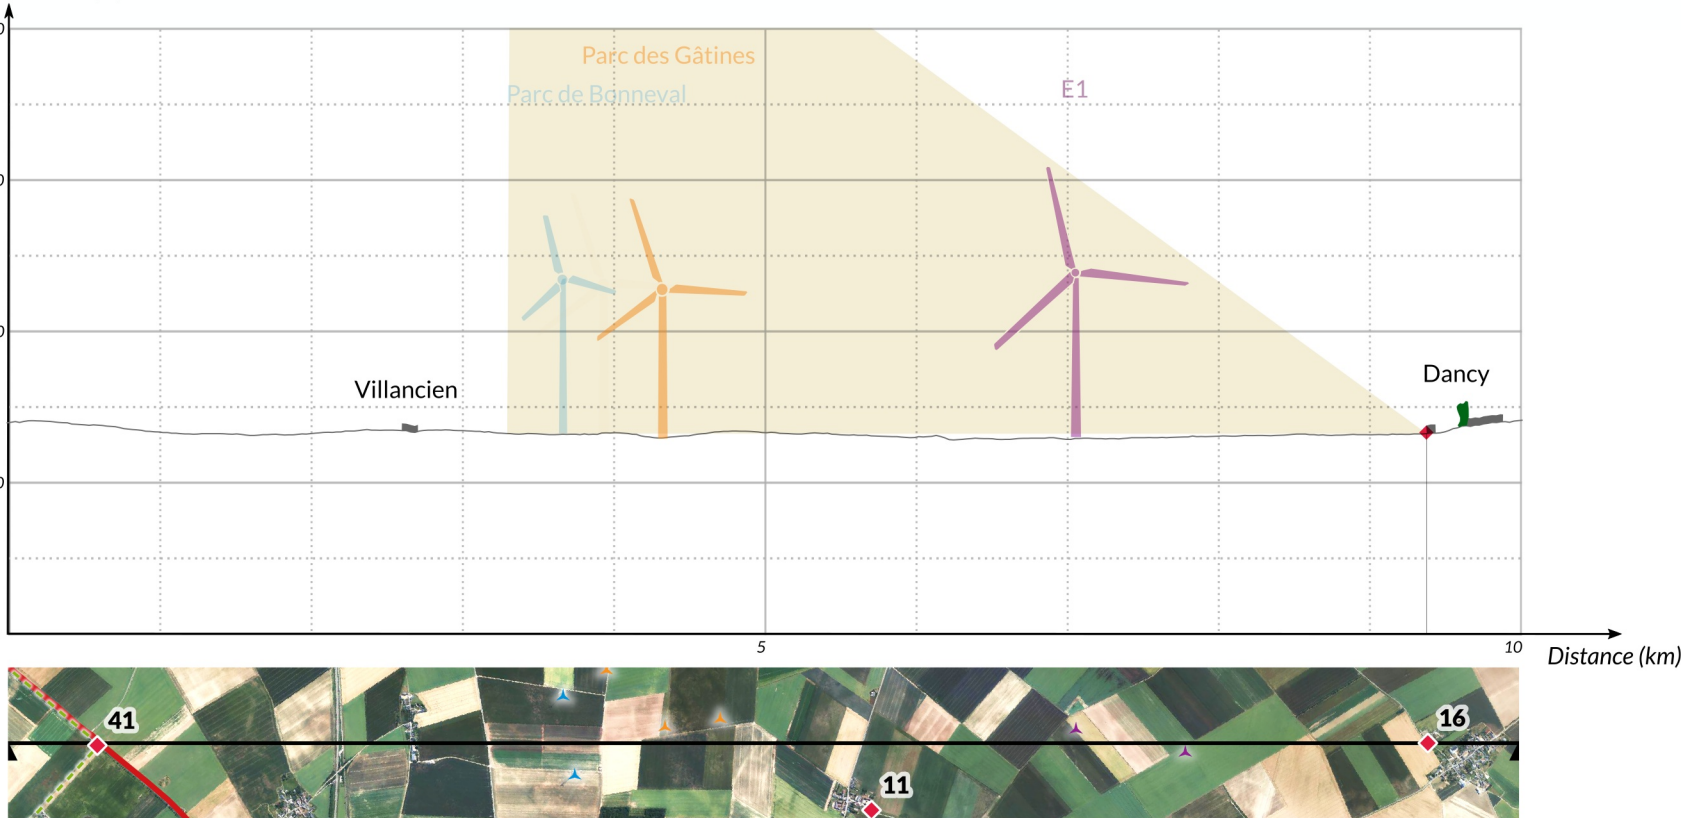 Parc des Gâtines
Parc de Bonneval
E1
Villancien
Dancy
5
10
Distance (km)
41
16
11